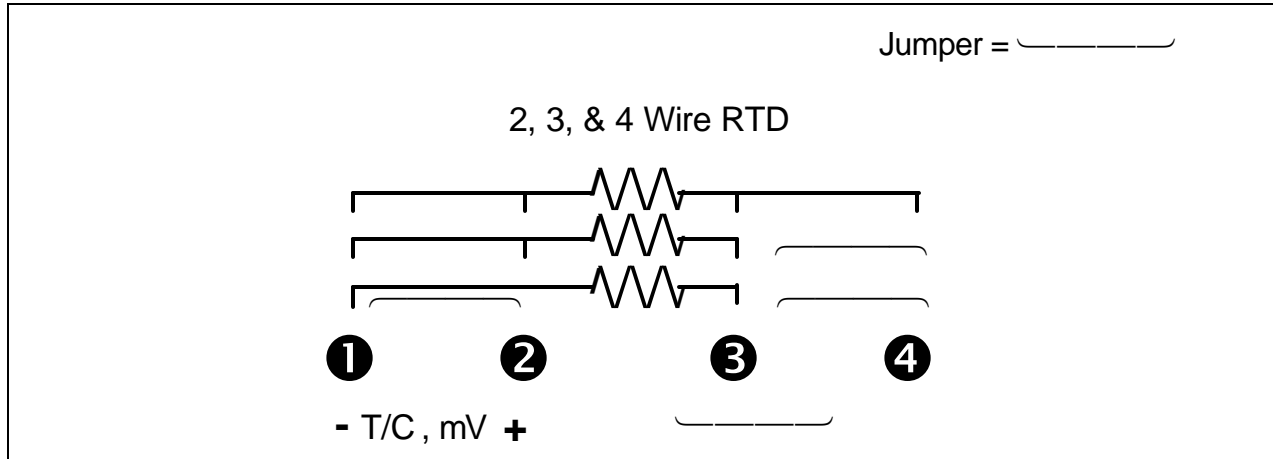 Jumper =
2, 3, & 4 Wire RTD
❶ ❷ ❸ ❹
- T/C , mV +